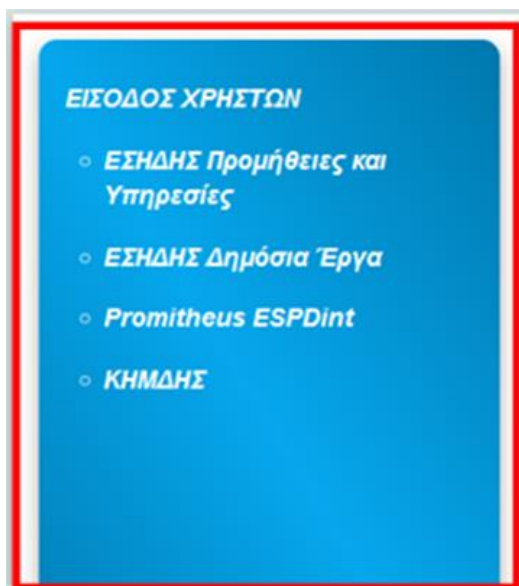 ΕΙΣΟΔΟΣ ΧΡΗΣΤΩΝ
ΕΣΗΔΗΣ Προμήθειες και
Υπηρεσίες
ΕΣΗΔΗΣ Δημόσια Έργα
Promitheus ESPDint
ΚΗΜΔΗΣ